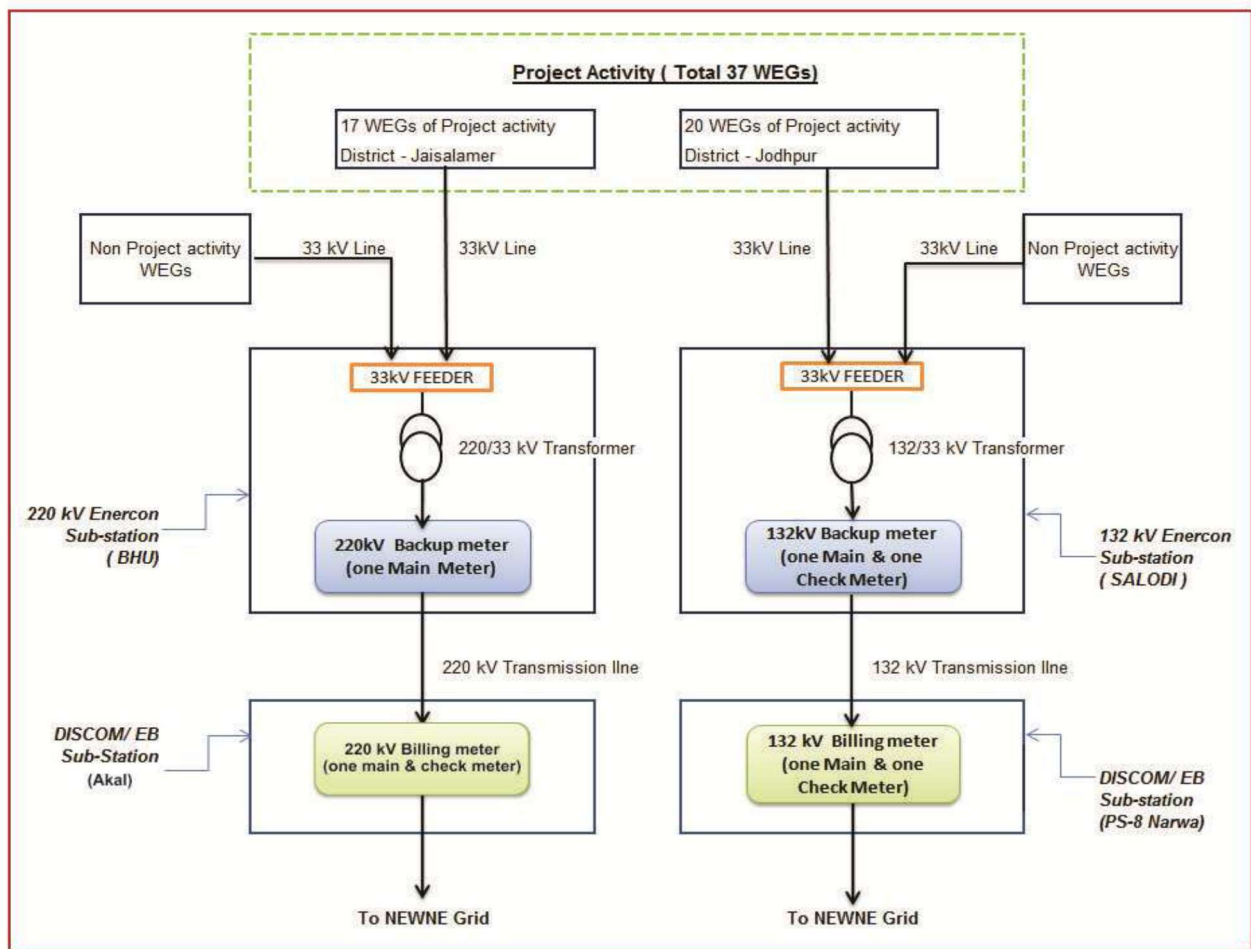 Project Activity ( Total 37 WEGs)
17 WEGs of Project activity
District - Jaisalamer
20 WEGs of Project activity
District - Jodhpur
Non Project activity
WEGs
33 kV Line
33kV Line
33kV Line
33kV Line
Non Project activity
WEGs
33kV FEEDER
33kV FEEDER
220/33 kV Transformer
132/33 kV Transformer
220 kV Enercon
Sub-station
( BHU)
220kV Backup meter
(one Main Meter)
132kV Backup meter
(one Main & one
Check Meter)
132 kV Enercon
Sub-station
( SALODI )
220 kV Transmission lIne
132 kV Transmission lIne
DISCOM/ EB
Sub-Station
(Akal)
220 kV Billing meter
(one main & check meter)
132 kV Billing meter
(one Main & one
Check Meter)
DISCOM/ EB
Sub-station
(PS-8 Narwa)
To NEWNE Grid
To NEWNE Grid